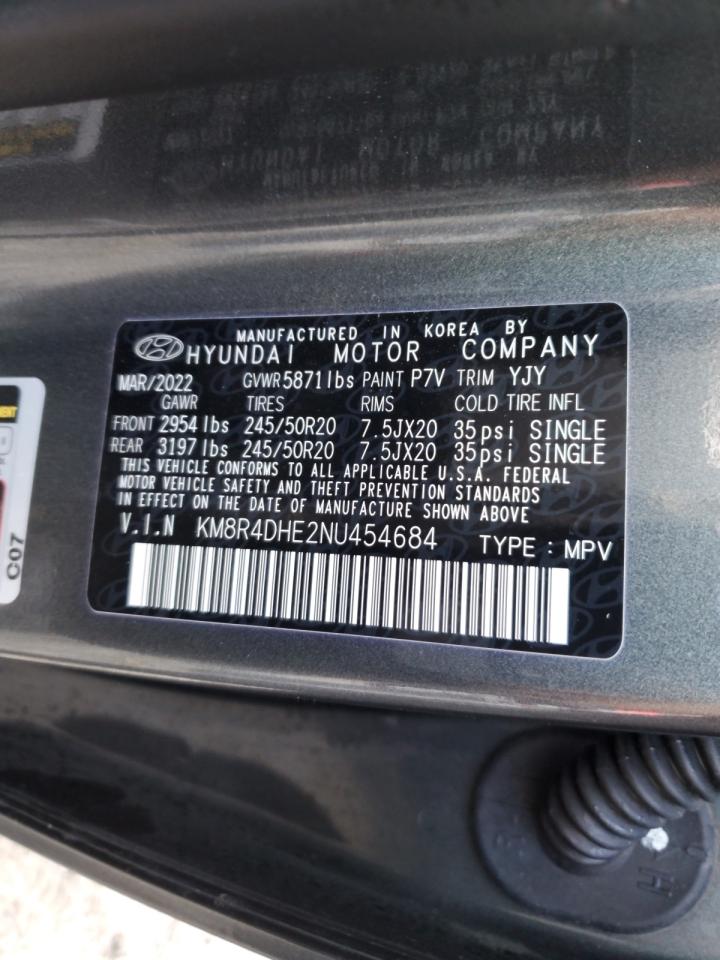 MANUFACTURED IN KOREA BY
HYUNDAI MOTOR COMPANY
MAR/2022 GVWR 5871lbs PAINT P7V TRIM YJY
GAWR TIRES RIMS COLD TIRE INFL
FRONT 2954 lbs 245/50R20 7.5JX20 35psi SINGLE
REAR 3197 lbs 245/50R20 7.5JX20 35psi SINGLE
THIS VEHICLE CONFORMS TO ALL APPLICABLE U.S.A. FEDERAL
MOTOR VEHICLE SAFETY AND THEFT PREVENTION STANDARDS
IN EFFECT ON THE DATE OF MANUFACTURE SHOWN ABOVE
V.I.N KM8R4DHE2NU454684 TYPE : MPV
C07
H